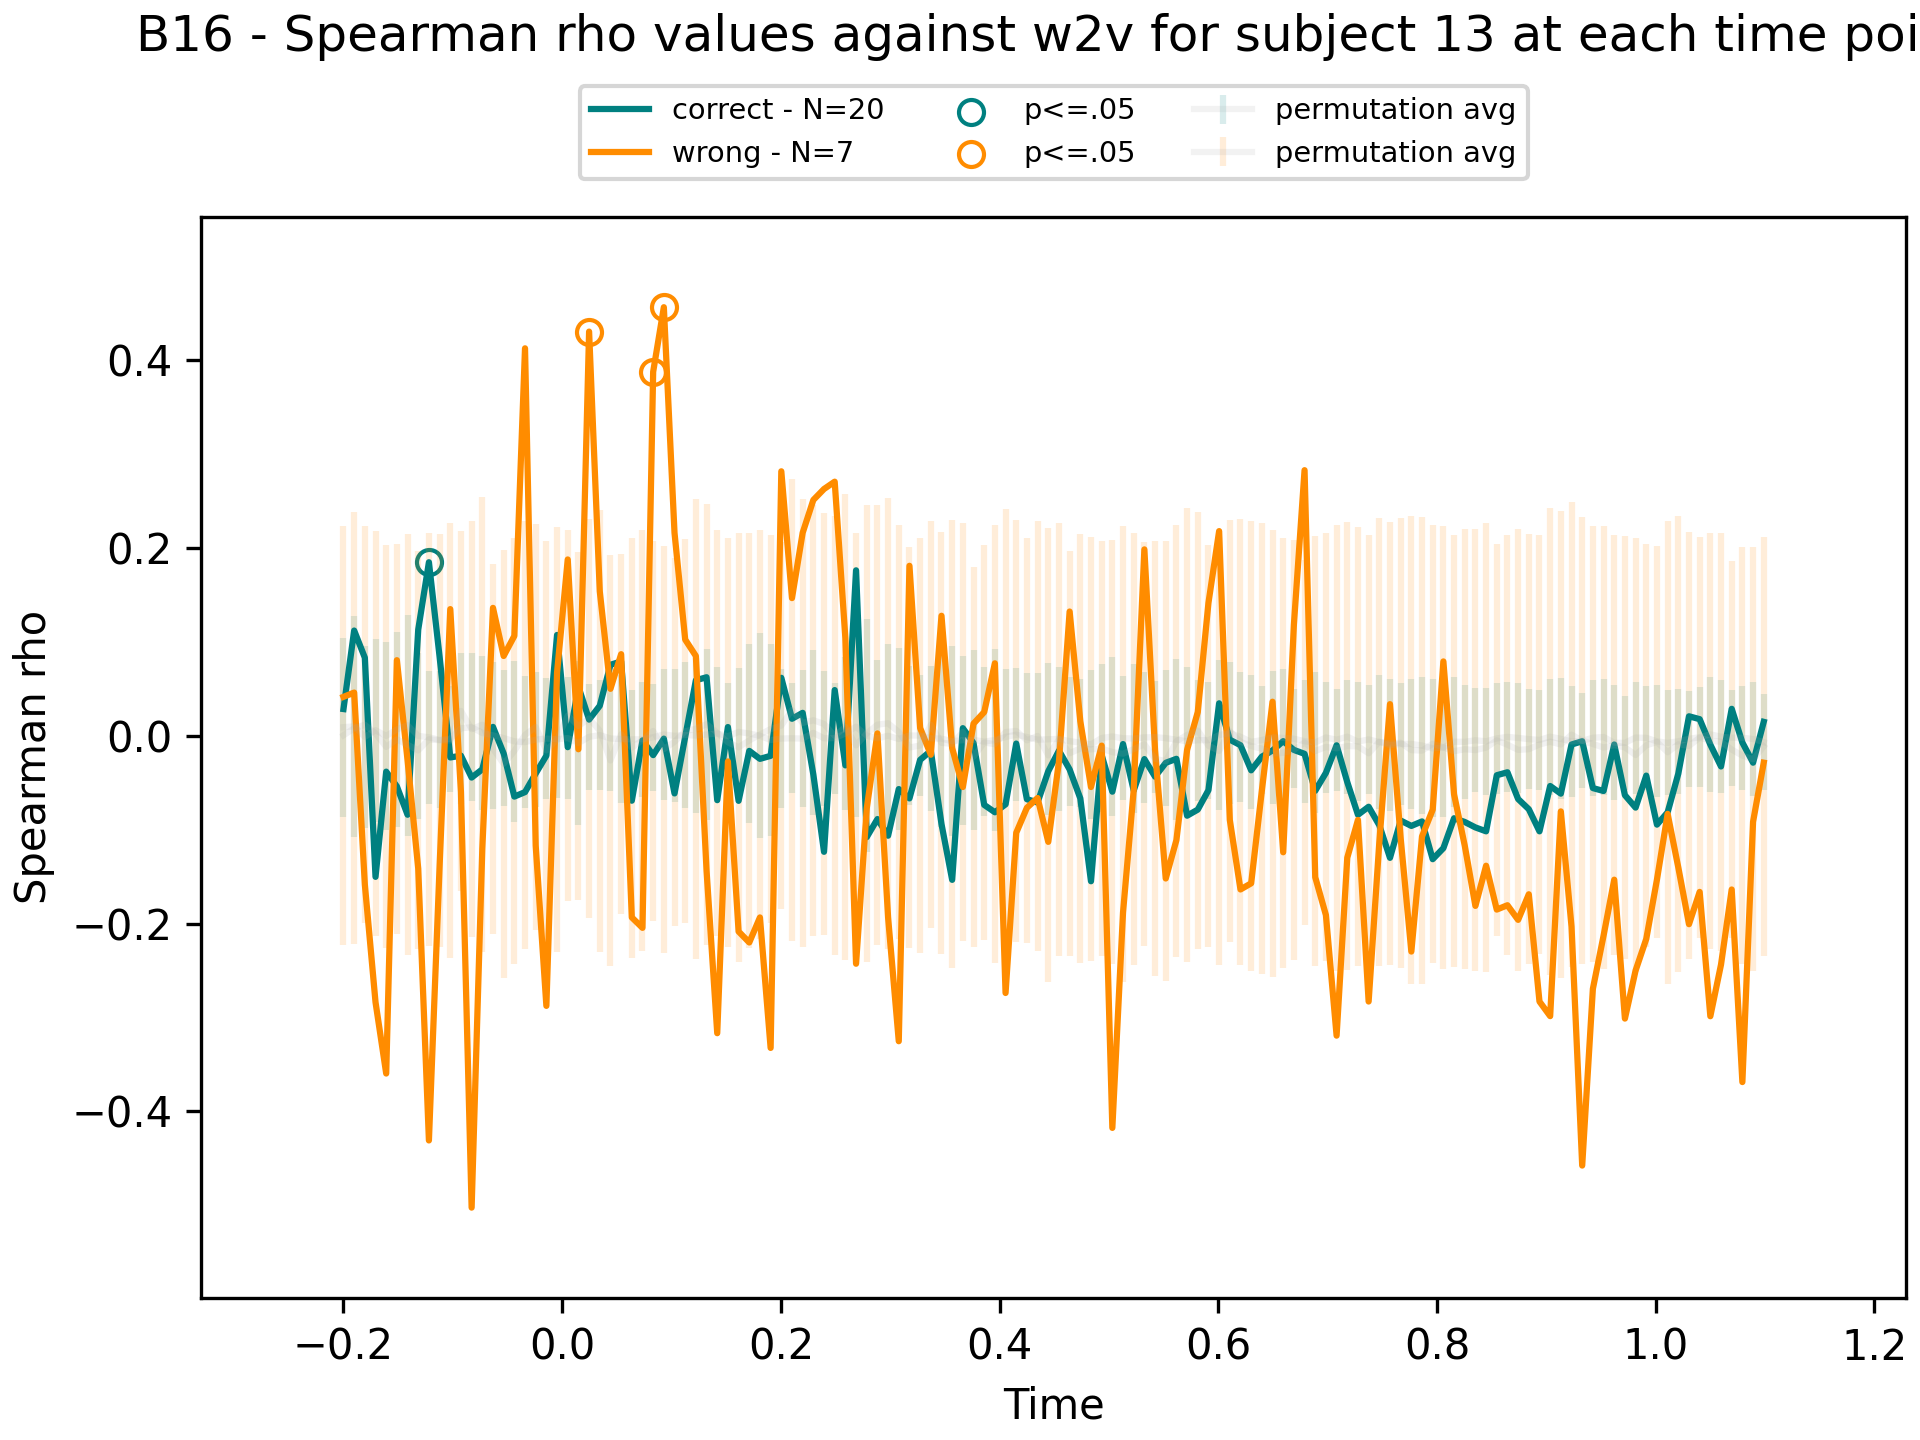 B16 - Spearman rho values against w2v for subject 13 at each time poi
correct - N=20
wrong - N=7
p<=.05
p<=.05
permutation avg
permutation avg
Spearman rho
0.4
0.2
0.0
−0.2
−0.4
−0.2 0.0 0.2 0.4 0.6 0.8 1.0 1.2
Time